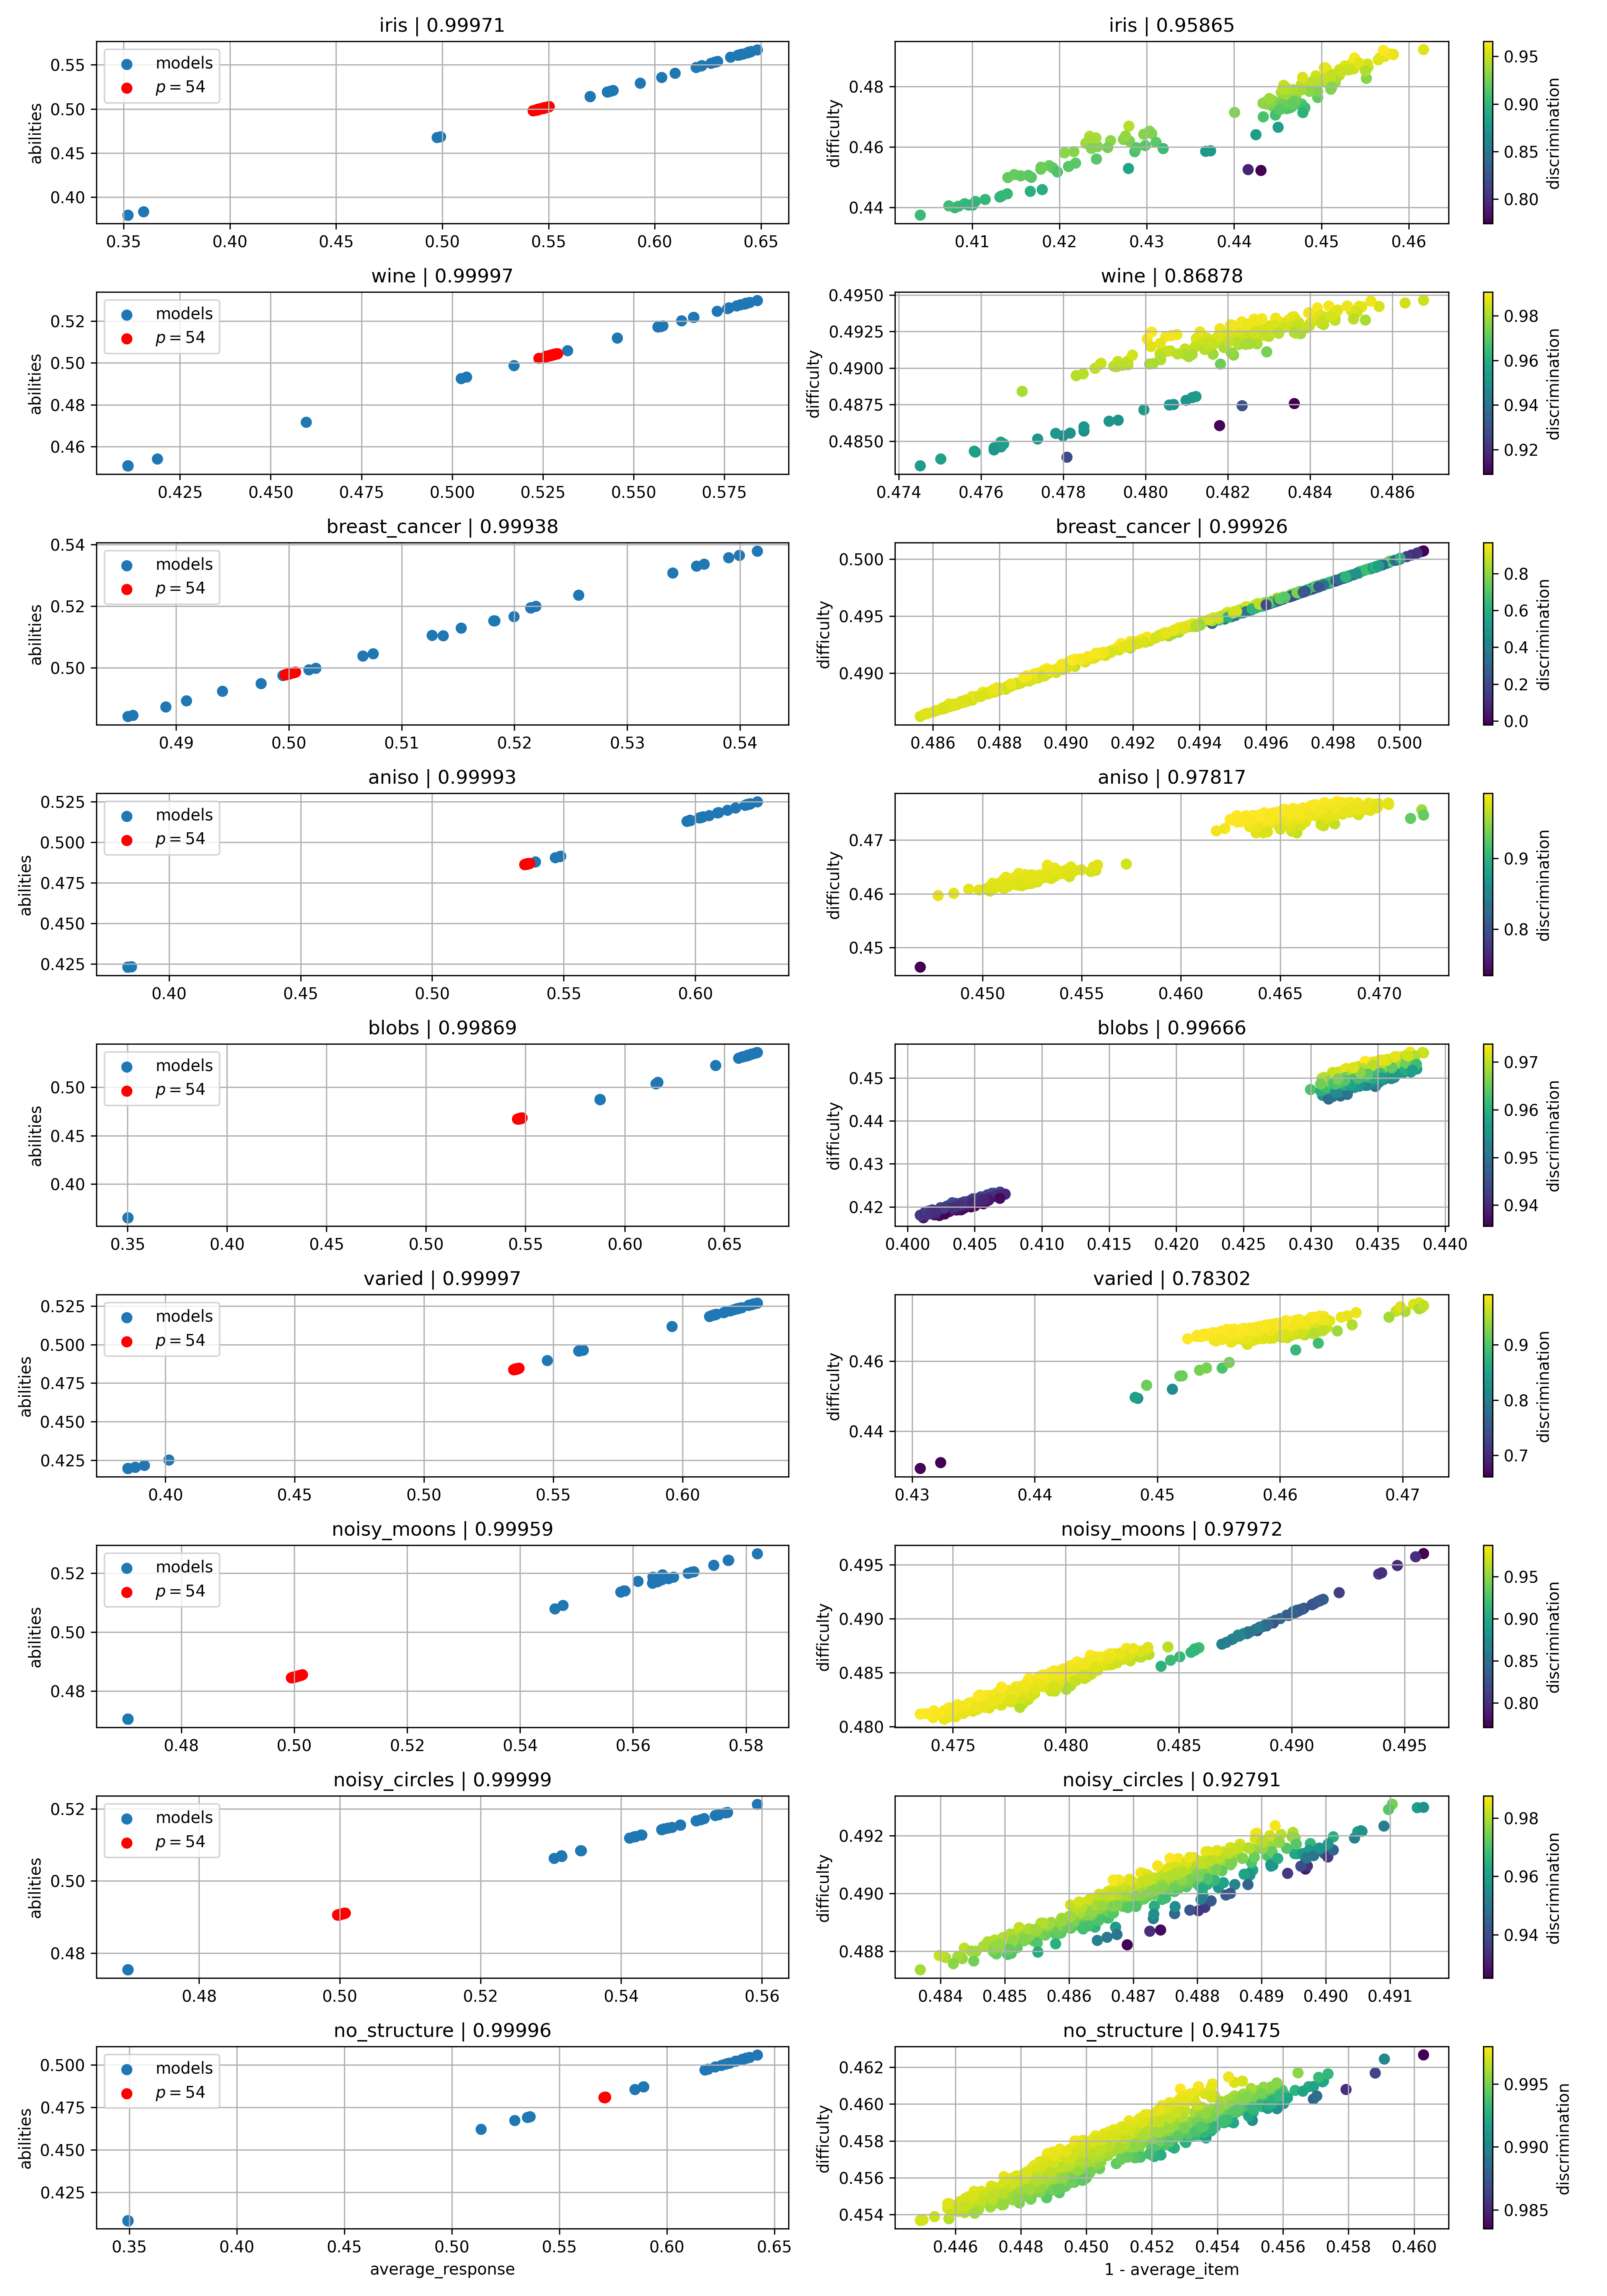 iris | 0.99971
abilities
0.55
0.50
0.45
0.40
models
p = 54
0.35 0.40 0.45 0.50 0.55 0.60 0.65
iris | 0.95865
difficulty
0.48
0.46
0.44
0.41 0.42 0.43 0.44 0.45 0.46
0.95
0.90
0.85
0.80
discrimination
wine | 0.99997
abilities
0.52
0.50
0.48
0.46
models
p = 54
0.425 0.450 0.475 0.500 0.525 0.550 0.575
wine | 0.86878
difficulty
0.4950
0.4925
0.4900
0.4875
0.4850
0.474 0.476 0.478 0.480 0.482 0.484 0.486
0.98
0.96
0.94
0.92
discrimination
breast_cancer | 0.99938
abilities
0.54
0.52
0.50
models
p = 54
0.49 0.50 0.51 0.52 0.53 0.54
breast_cancer | 0.99926
difficulty
0.500
0.495
0.490
0.486 0.488 0.490 0.492 0.494 0.496 0.498 0.500
0.8
0.6
0.4
0.2
0.0
discrimination
aniso | 0.99993
abilities
0.525
0.500
0.475
0.450
0.425
models
p = 54
0.40 0.45 0.50 0.55 0.60
aniso | 0.97817
difficulty
0.47
0.46
0.45
0.450 0.455 0.460 0.465 0.470
0.9
0.8
discrimination
blobs | 0.99869
abilities
0.50
0.45
0.40
models
p = 54
0.35 0.40 0.45 0.50 0.55 0.60 0.65
blobs | 0.99666
difficulty
0.45
0.44
0.43
0.42
0.400 0.405 0.410 0.415 0.420 0.425 0.430 0.435 0.440
0.97
0.96
0.95
0.94
discrimination
varied | 0.99997
abilities
0.525
0.500
0.475
0.450
0.425
models
p = 54
0.40 0.45 0.50 0.55 0.60
varied | 0.78302
difficulty
0.46
0.44
0.43 0.44 0.45 0.46 0.47
0.9
0.8
0.7
discrimination
noisy_moons | 0.99959
abilities
0.52
0.50
0.48
models
p = 54
0.48 0.50 0.52 0.54 0.56 0.58
noisy_moons | 0.97972
difficulty
0.495
0.490
0.485
0.480
0.475 0.480 0.485 0.490 0.495
0.95
0.90
0.85
0.80
discrimination
noisy_circles | 0.99999
abilities
0.52
0.50
0.48
models
p = 54
0.48 0.50 0.52 0.54 0.56
noisy_circles | 0.92791
difficulty
0.492
0.490
0.488
0.484 0.485 0.486 0.487 0.488 0.489 0.490 0.491
0.98
0.96
0.94
discrimination
no_structure | 0.99996
abilities
0.500
0.475
0.450
0.425
models
p = 54
0.35 0.40 0.45 0.50 0.55 0.60 0.65
average_response
no_structure | 0.94175
difficulty
0.462
0.460
0.458
0.456
0.454
0.446 0.448 0.450 0.452 0.454 0.456 0.458 0.460
1 - average_item
0.995
0.990
0.985
discrimination